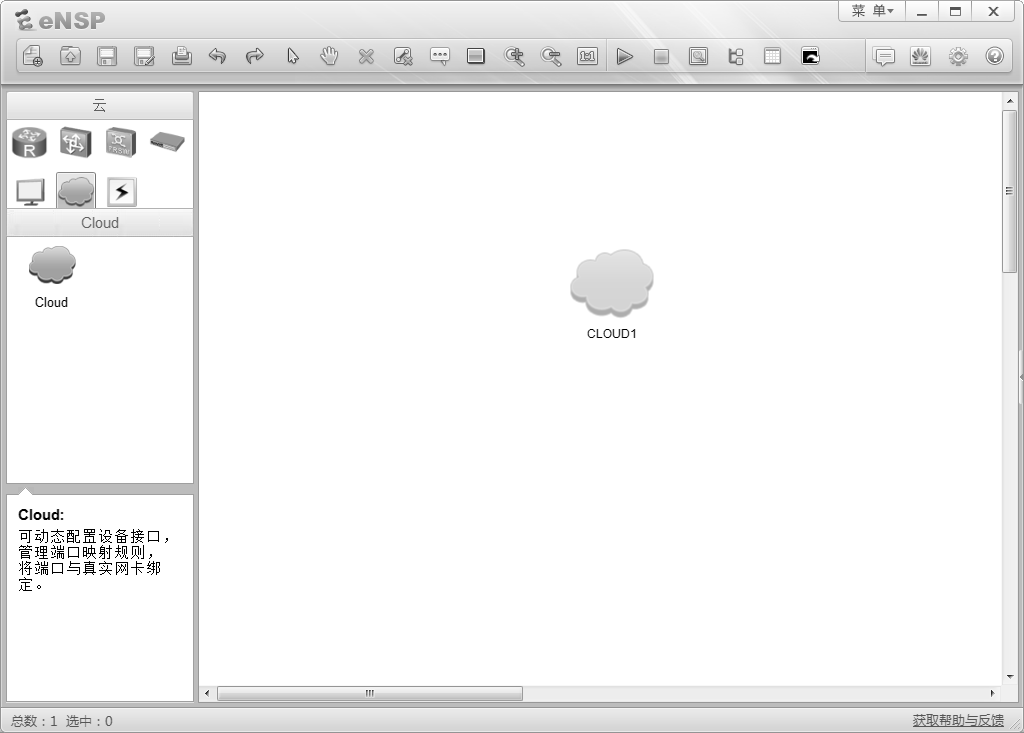 eNSP
菜 单
1:1
云
R
Cloud
Cloud
CLOUD1
Cloud:
可动态配置设备接口，
管理端口映射规则，
将端口与真实网卡绑
定。
总数：1 选中：0
获取帮助与反馈